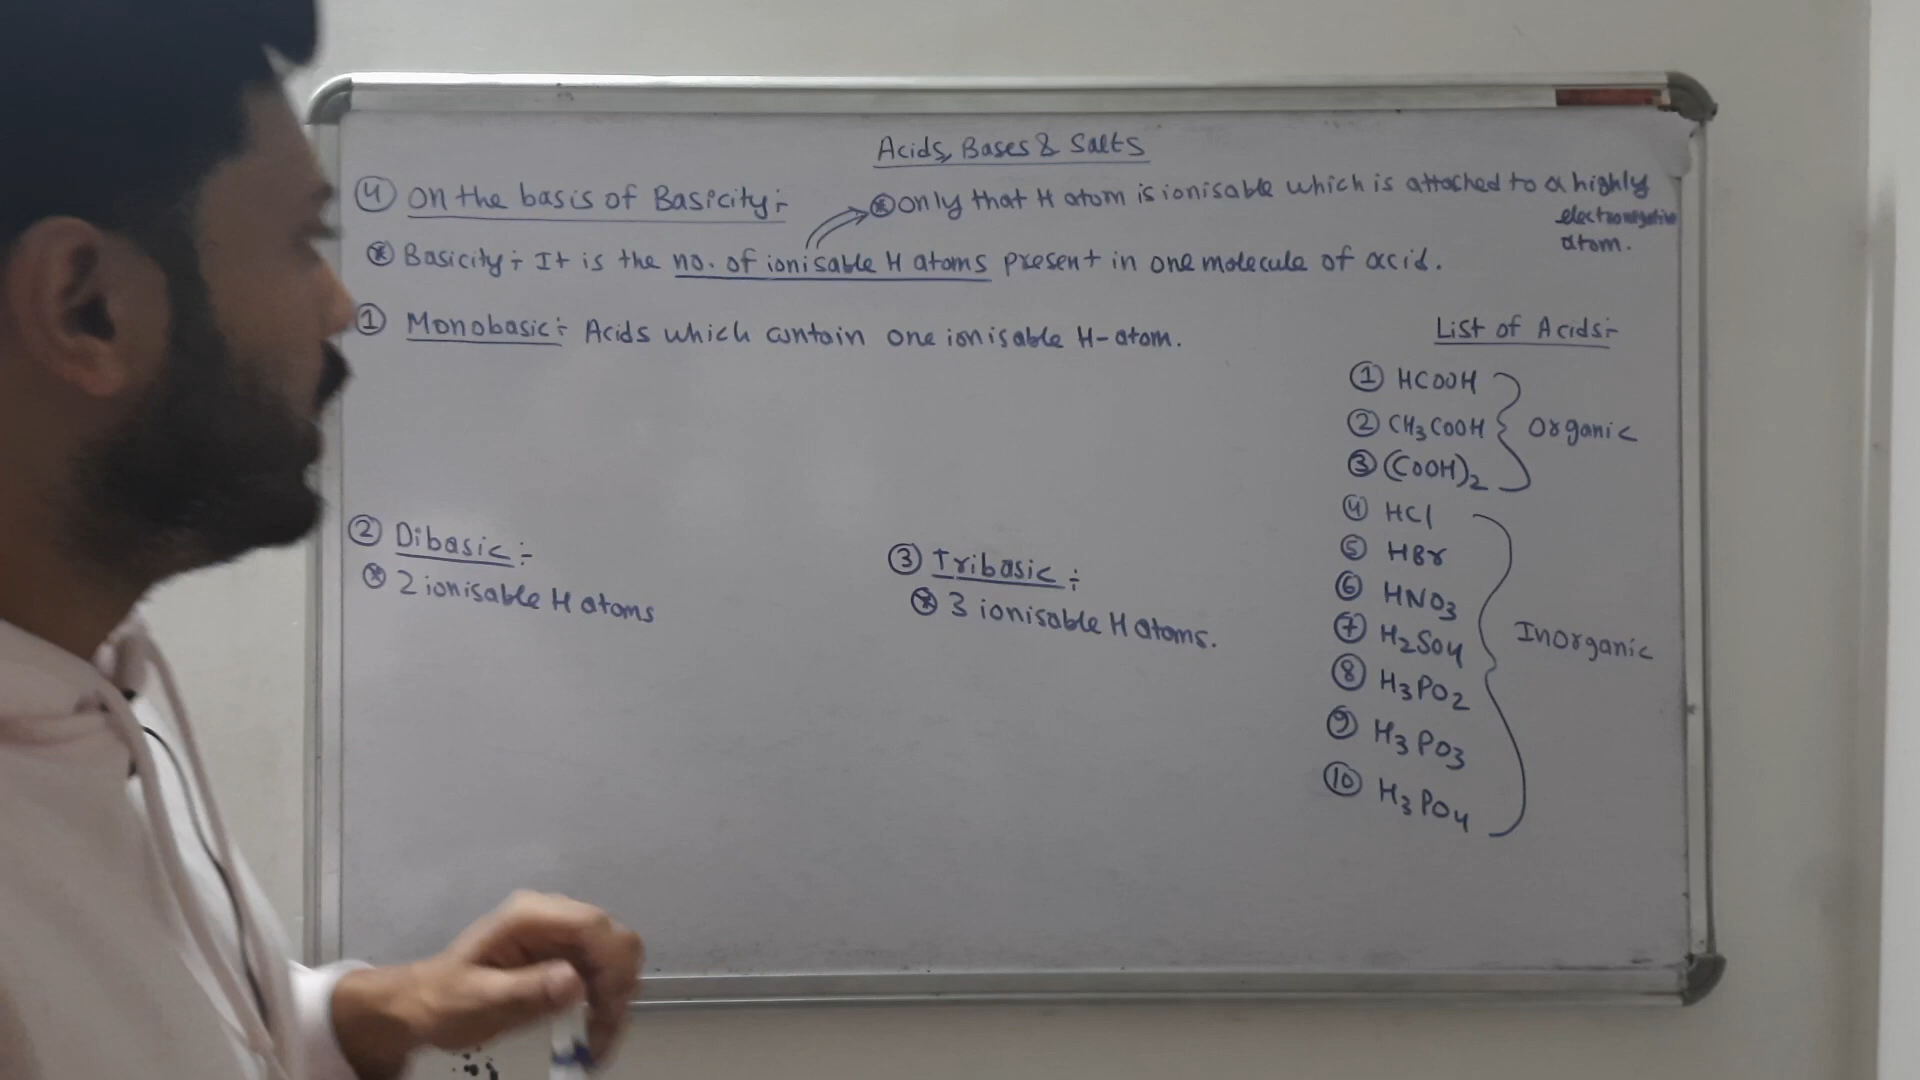 Acids, Bases & Salts
④ On the basis of Basicity :-
⊛ only that H atom is ionisable which is attached to a highly
electronegative
atom.
⊛ Basicity :- It is the no. of ionisable H atoms present in one molecule of acid.
① Monobasic :- Acids which contain one ionisable H-atom.
② Dibasic :-
⊛ 2 ionisable H atoms
③ Tribasic :-
⊛ 3 ionisable H atoms.
List of Acids :-
① HCOOH
② CH₃COOH
③ (COOH)₂
Organic
④ HCl
⑤ HBr
⑥ HNO₃
⑦ H₂SO₄
⑧ H₃PO₂
⑨ H₃PO₃
⑩ H₃PO₄
Inorganic